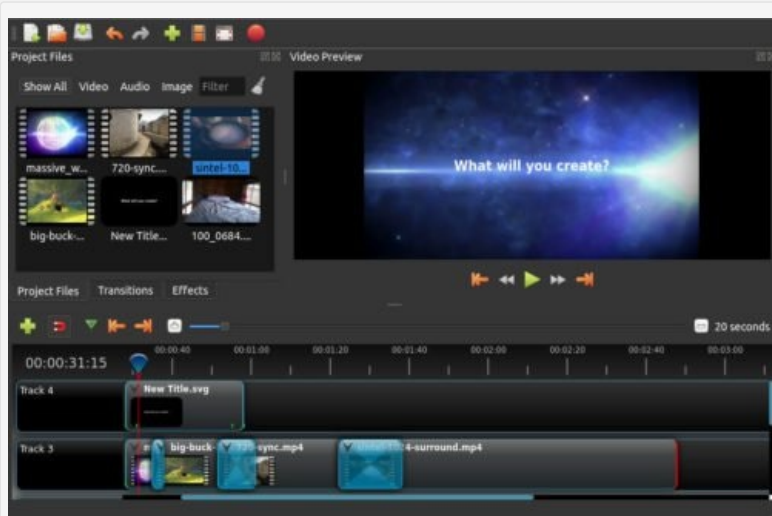 Project Files
Video Preview
Show All Video Audio Image Filter
massive_w... 720-sync.... sintel-10...
big-buck-... New Title... 100_0684....
What will you create?
Project Files Transitions Effects
20 seconds
00:00:31:15
00:00:40 00:01:00 00:01:20 00:01:40 00:02:00 00:02:20 00:02:40 00:03:00
Track 4
New Title.svg
Track 3
big-buck-
sync.mp4
4-surround.mp4